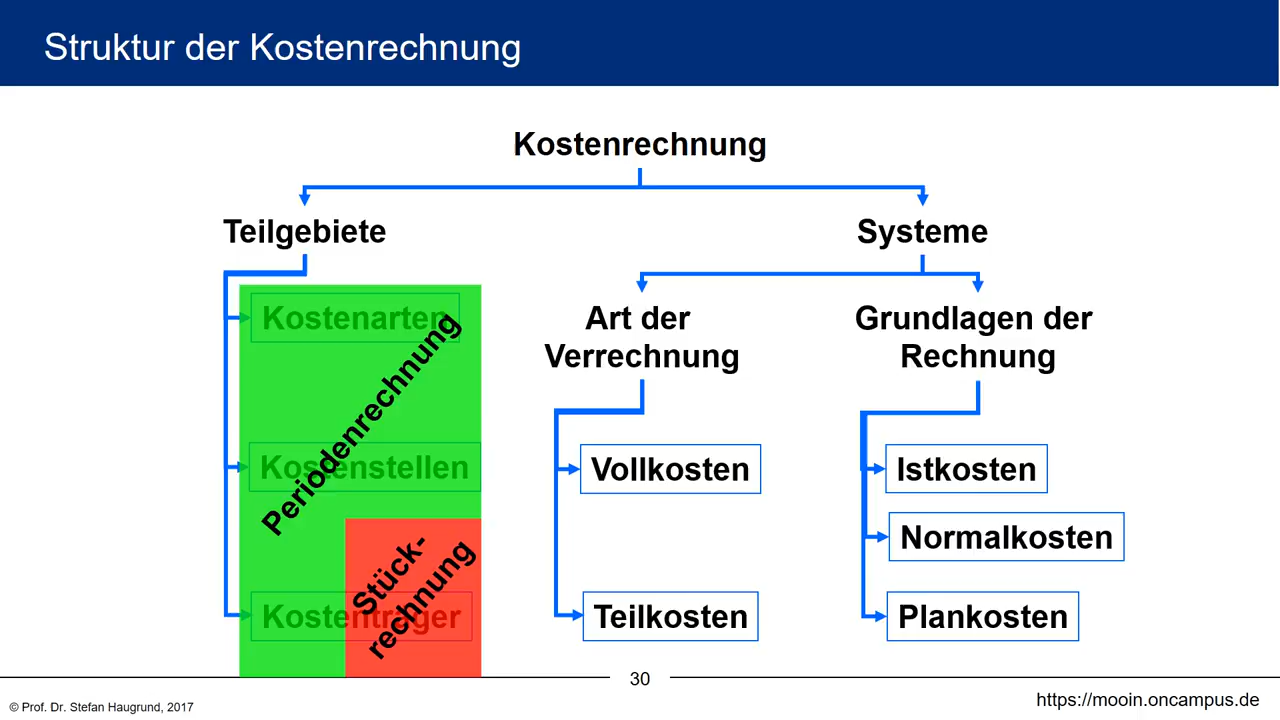 Struktur der Kostenrechnung
Kostenrechnung
Teilgebiete
Systeme
Kostenarten
Kostenstellen
Kostenträger
Periodenrechnung
Stück-
rechnung
Art der
Verrechnung
Vollkosten
Teilkosten
Grundlagen der
Rechnung
Istkosten
Normalkosten
Plankosten
30
© Prof. Dr. Stefan Haugrund, 2017
https://mooin.oncampus.de